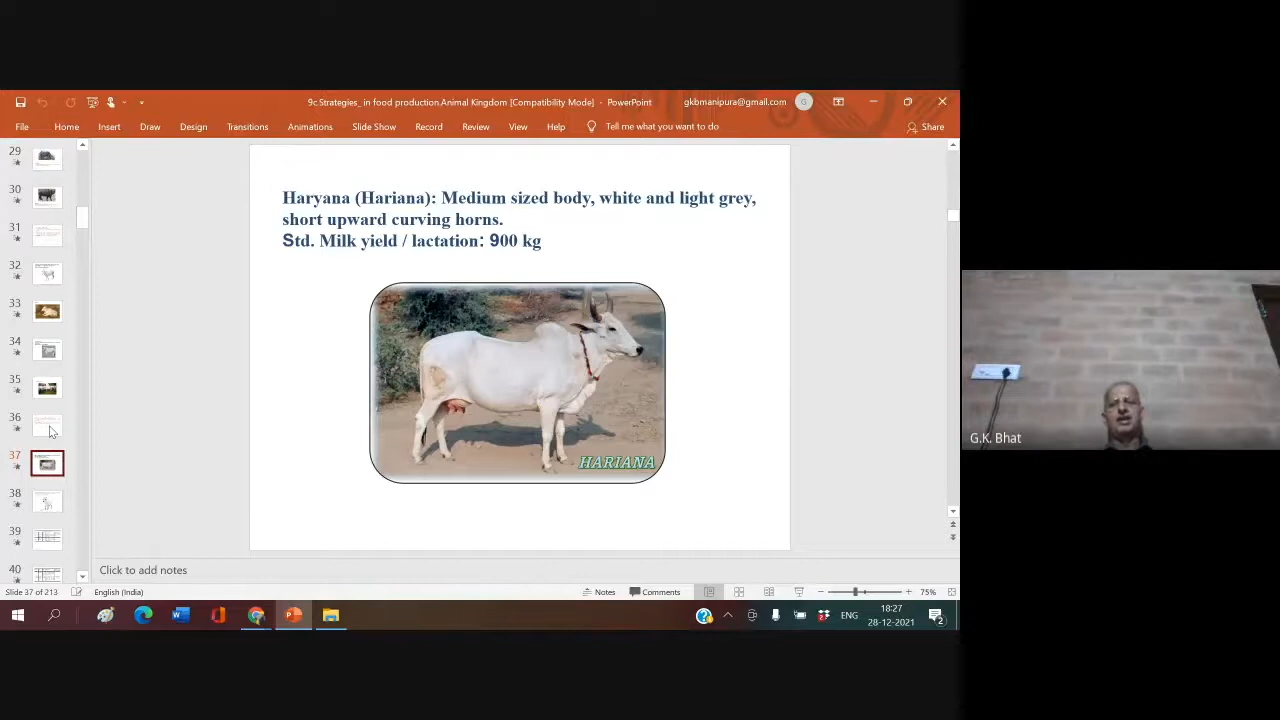 9c.Strategies_ in food production.Animal Kingdom [Compatibility Mode] - PowerPoint
gkbmanipura@gmail.com
G
File Home Insert Draw Design Transitions Animations Slide Show Record Review View Help Tell me what you want to do
Share
29
30
31
32
33
34
35
36
37
38
39
40
Haryana (Hariana): Medium sized body, white and light grey,
short upward curving horns.
Std. Milk yield / lactation: 900 kg
HARIANA
G.K. Bhat
Click to add notes
Slide 37 of 213
English (India)
Notes
Comments
75%
ENG
18:27
28-12-2021
2